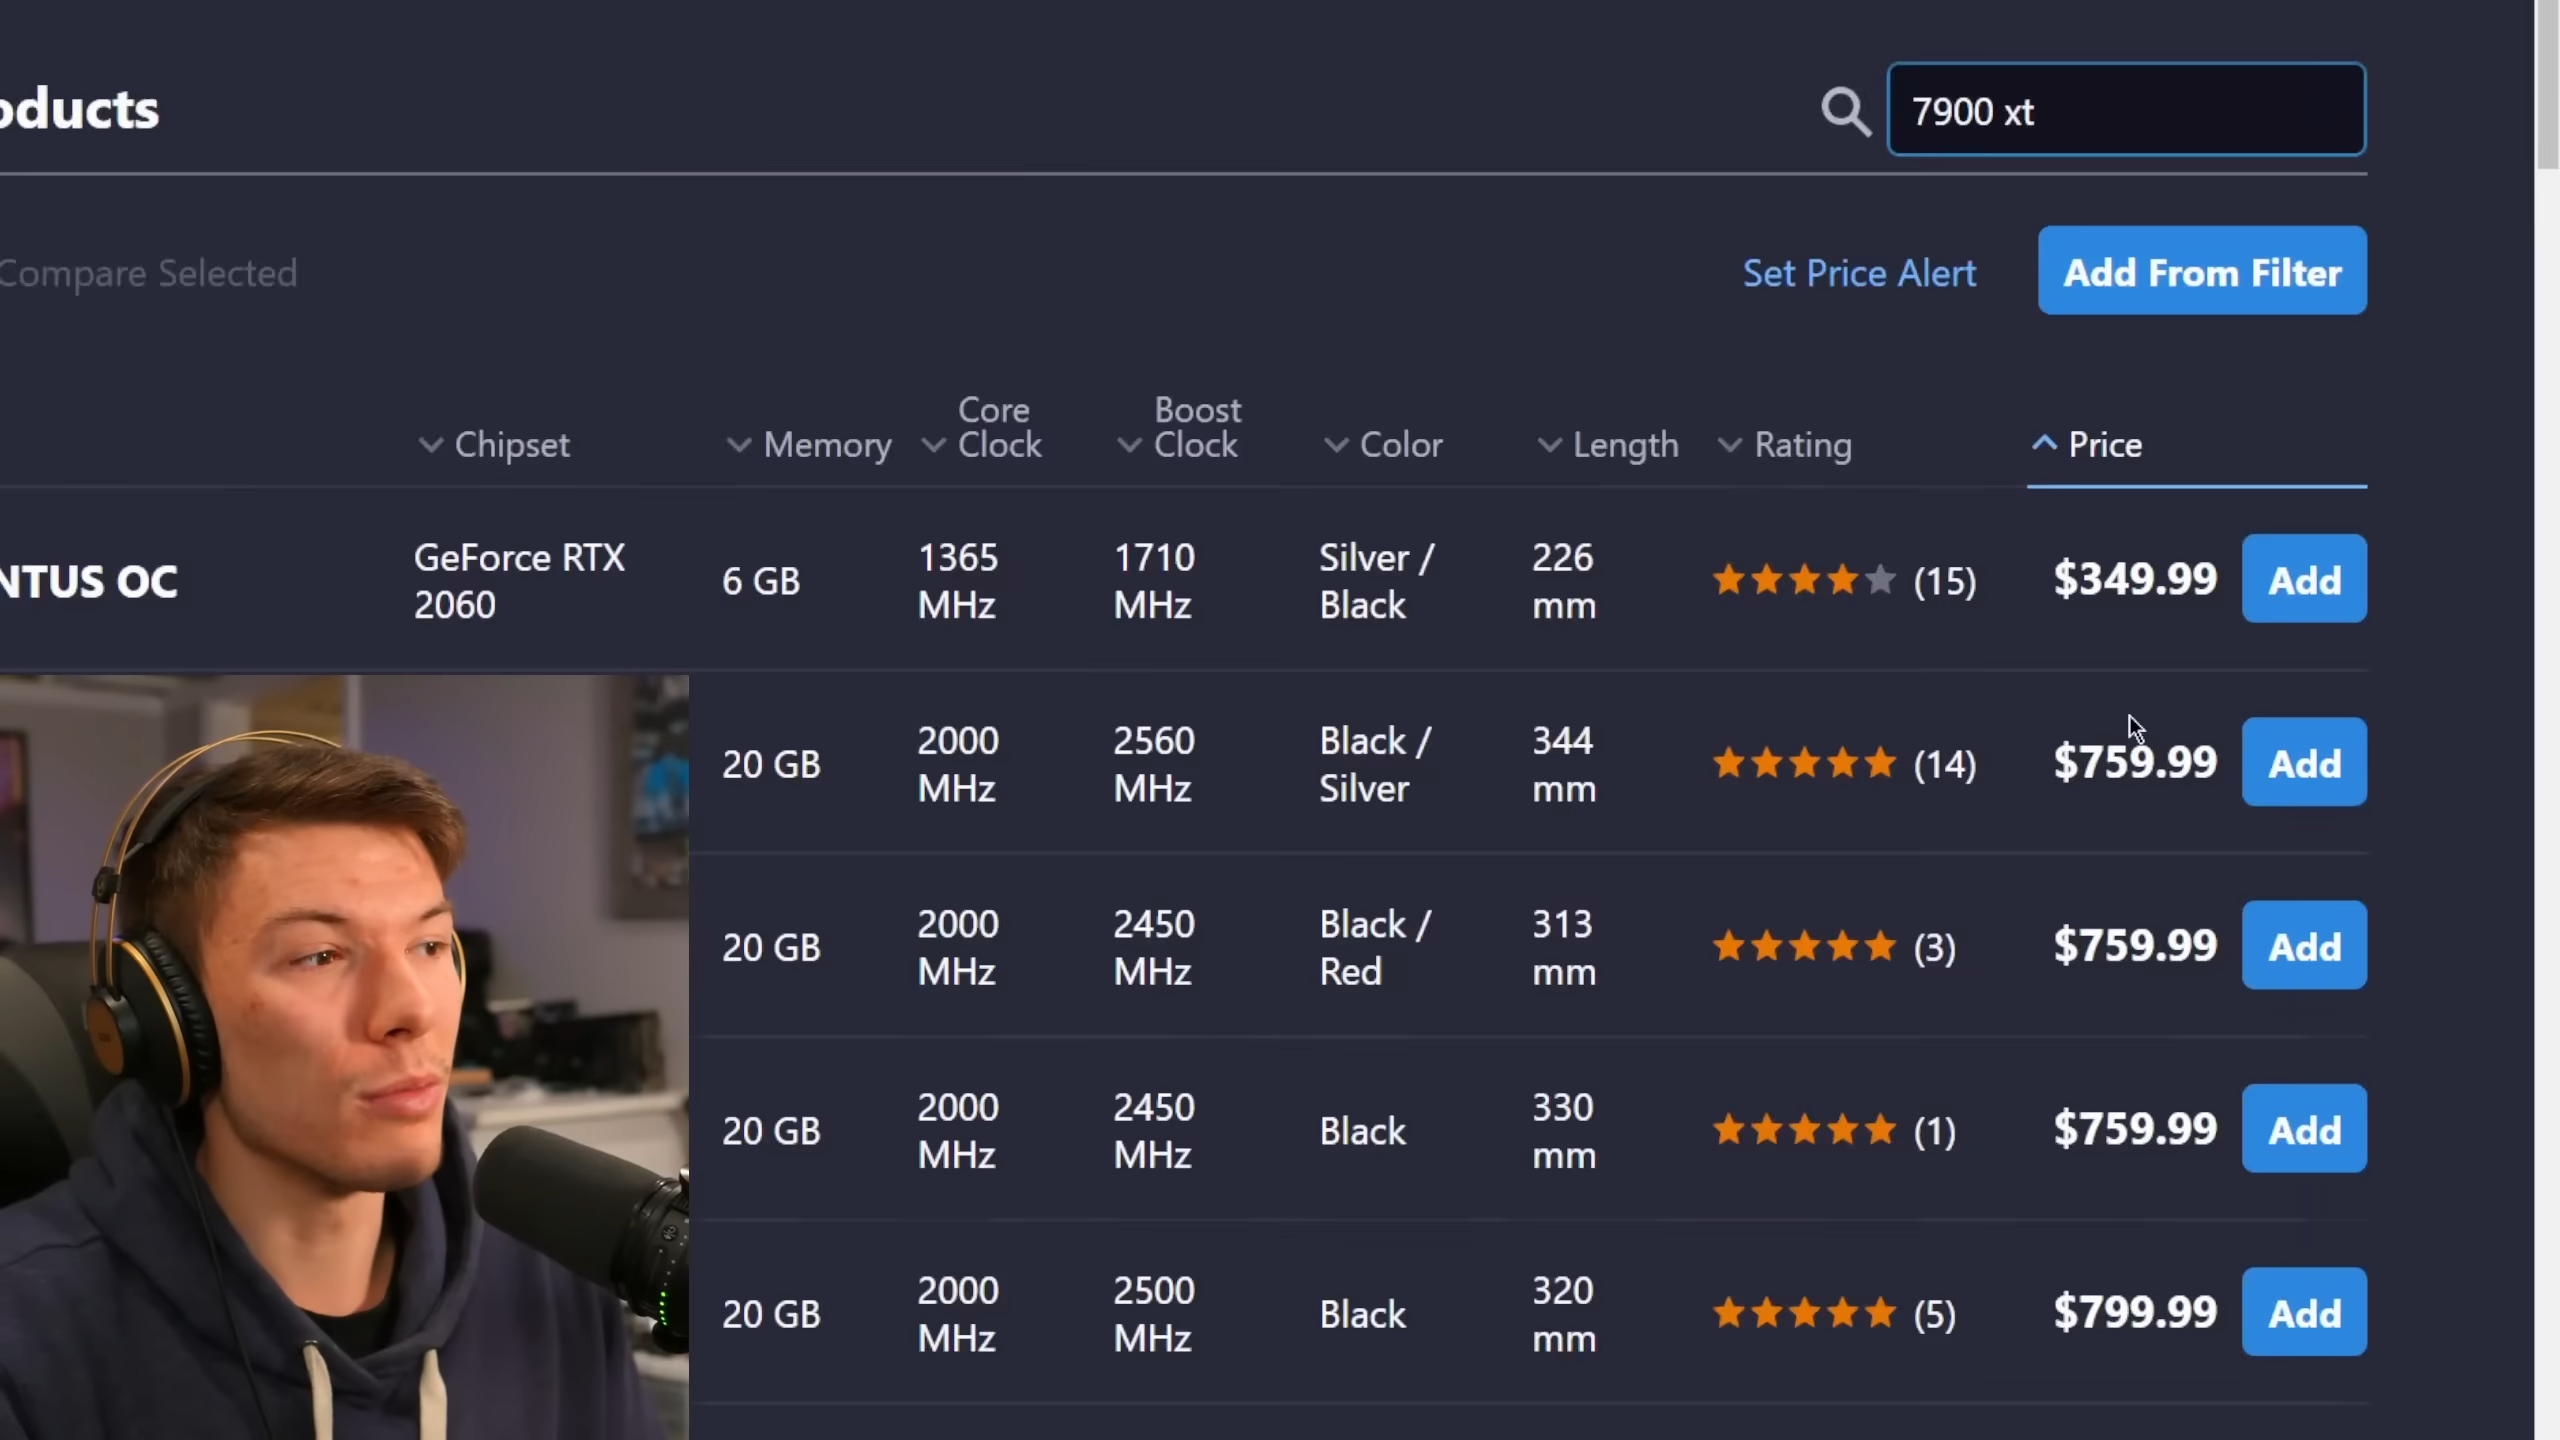 oducts
7900 xt
Compare Selected
Set Price Alert
Add From Filter
Chipset
Memory
Core
Clock
Boost
Clock
Color
Length
Rating
Price
NTUS OC
GeForce RTX
2060
6 GB
1365
MHz
1710
MHz
Silver /
Black
226
mm
(15)
$349.99
Add
20 GB
2000
MHz
2560
MHz
Black /
Silver
344
mm
(14)
$759.99
Add
20 GB
2000
MHz
2450
MHz
Black /
Red
313
mm
(3)
$759.99
Add
20 GB
2000
MHz
2450
MHz
Black
330
mm
(1)
$759.99
Add
20 GB
2000
MHz
2500
MHz
Black
320
mm
(5)
$799.99
Add